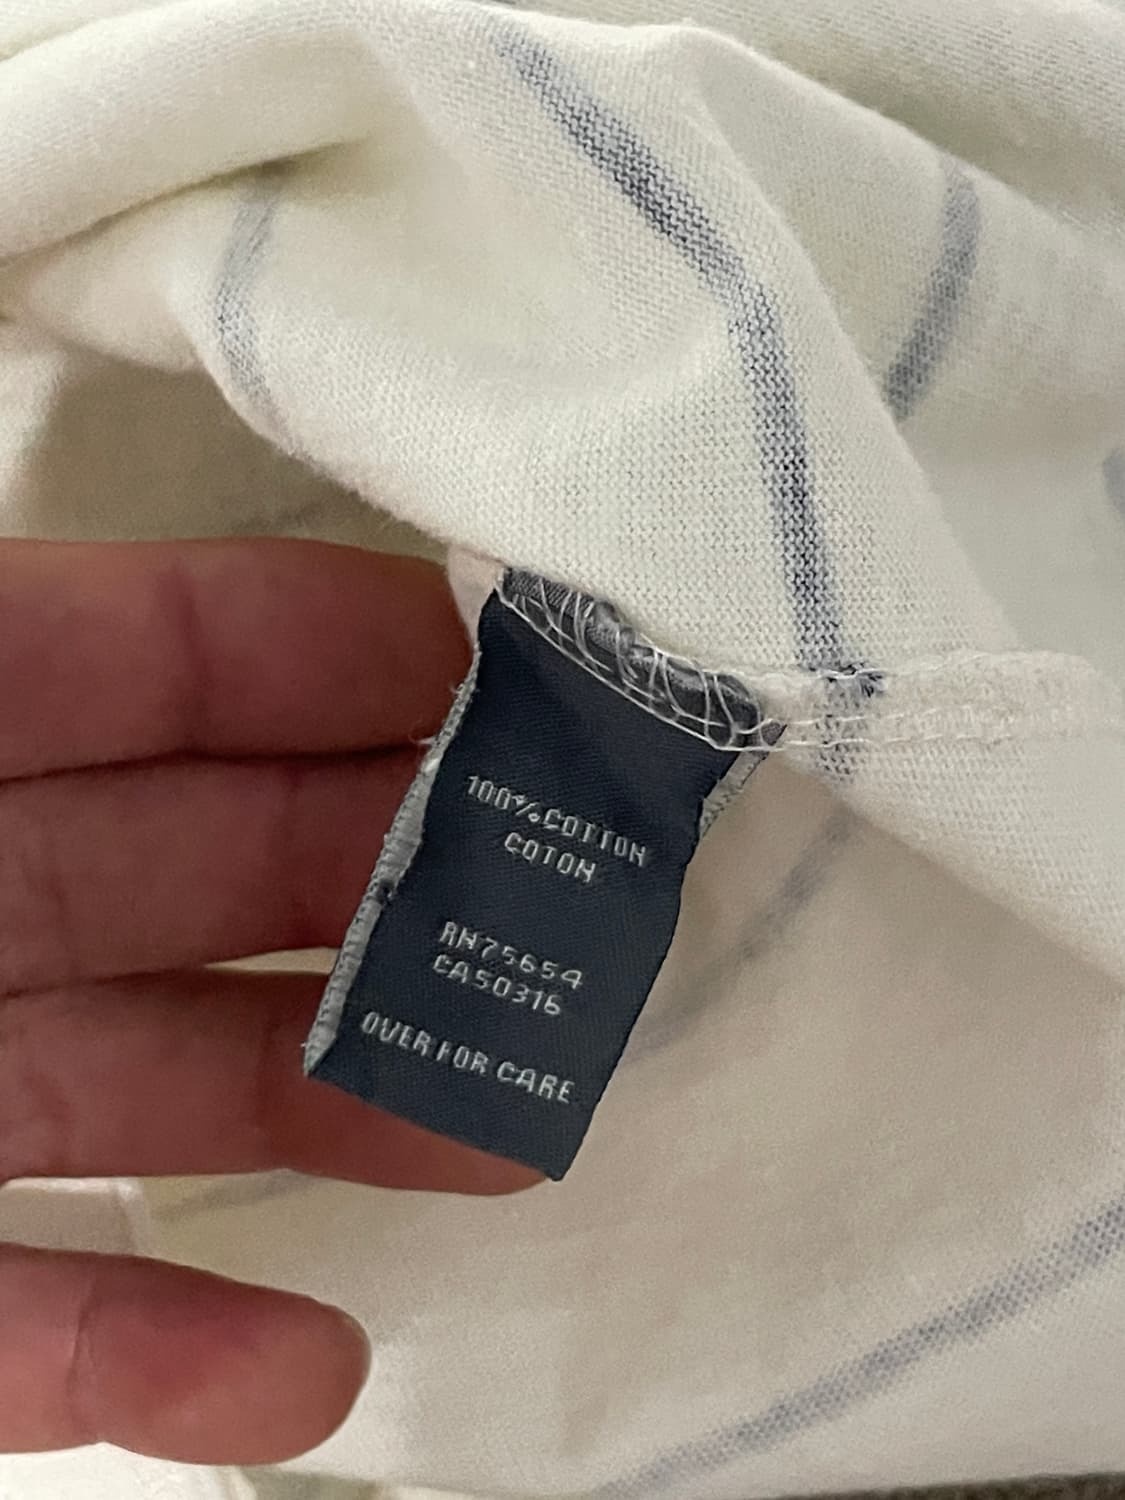 100% COTTON
COTON
RN75654
CA50316
OVER FOR CARE